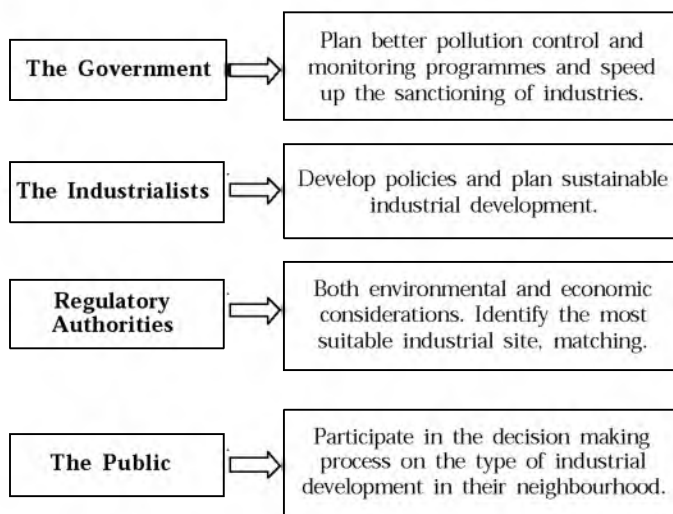 The Government
Plan better pollution control and
monitoring programmes and speed
up the sanctioning of industries.
The Industrialists
Develop policies and plan sustainable
industrial development.
Regulatory
Authorities
Both environmental and economic
considerations. Identify the most
suitable industrial site, matching.
The Public
Participate in the decision making
process on the type of industrial
development in their neighbourhood.